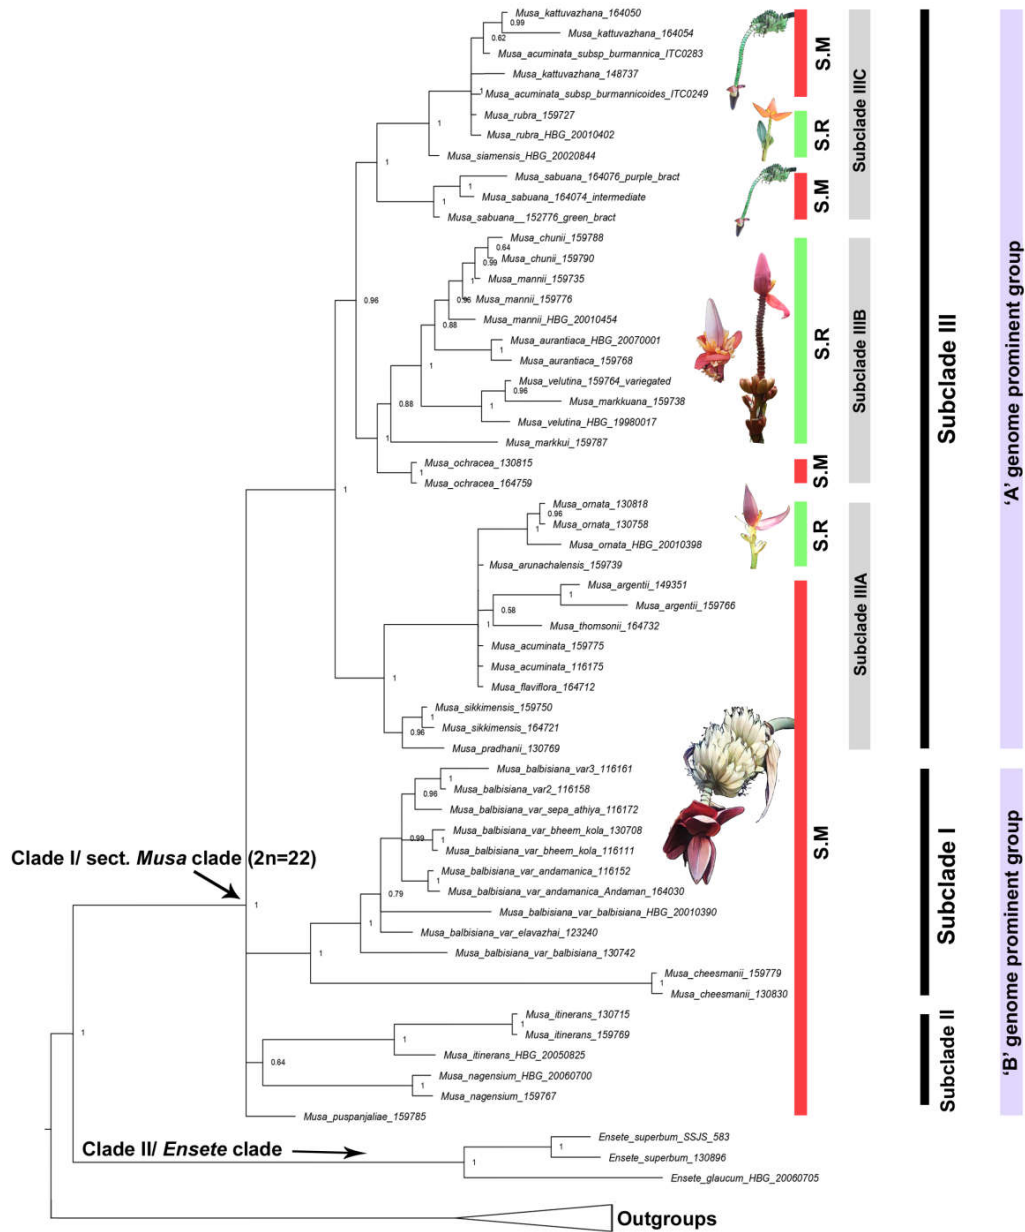 Musa_kattuvazhana_164050
0.99
Musa_kattuvazhana_164054
0.62
Musa_acuminata_subsp_burmannica_ITC0283
Musa_kattuvazhana_148737
1
Musa_acuminata_subsp_burmannicoides_ITC0249
Musa_rubra_159727
1
Musa_rubra_HBG_20010402
1
Musa_siamensis_HBG_20020844
1
Musa_sabuana_164076_purple_bract
1
Musa_sabuana_164074_intermediate
1
Musa_sabuana__152776_green_bract
Musa_chunii_159788
0.64
Musa_chunii_159790
0.99
Musa_mannii_159735
1
Musa_mannii_159776
0.96
Musa_mannii_HBG_20010454
0.88
Musa_aurantiaca_HBG_20070001
1
Musa_aurantiaca_159768
1
Musa_velutina_159764_variegated
0.96
Musa_markkuana_159738
0.88
1
Musa_velutina_HBG_19980017
1
Musa_markkui_159787
Musa_ochracea_130815
1
Musa_ochracea_164759
Musa_ornata_130818
0.96
Musa_ornata_130758
1
Musa_ornata_HBG_20010398
Musa_arunachalensis_159739
Musa_argentii_149351
1
Musa_argentii_159766
0.58
Musa_thomsonii_164732
1
Musa_acuminata_159775
Musa_acuminata_116175
Musa_flaviflora_164712
Musa_sikkimensis_159750
1
Musa_sikkimensis_164721
0.96
Musa_pradhanii_130769
0.96
1
1
Musa_balbisiana_var3_116161
1
Musa_balbisiana_var2_116158
0.96
Musa_balbisiana_var_sepa_athiya_116172
Musa_balbisiana_var_bheem_kola_130708
0.99
1
Musa_balbisiana_var_bheem_kola_116111
Musa_balbisiana_var_andamanica_116152
1
Musa_balbisiana_var_andamanica_Andaman_164030
0.79
Musa_balbisiana_var_balbisiana_HBG_20010390
1
Musa_balbisiana_var_elavazhai_123240
1
Musa_balbisiana_var_balbisiana_130742
1
Musa_cheesmanii_159779
1
Musa_cheesmanii_130830
Clade I/ sect. Musa clade (2n=22)
1
Musa_itinerans_130715
1
Musa_itinerans_159769
1
Musa_itinerans_HBG_20050825
0.64
Musa_nagensium_HBG_20060700
1
Musa_nagensium_159767
Musa_puspanjaliae_159785
1
Clade II/ Ensete clade
Ensete_superbum_SSJS_583
1
Ensete_superbum_130896
1
Ensete_glaucum_HBG_20060705
Outgroups
S.M
S.R
S.M
S.R
S.M
S.R
S.M
Subclade IIIC
Subclade IIIB
Subclade IIIA
Subclade III
Subclade I
Subclade II
'A' genome prominent group
'B' genome prominent group